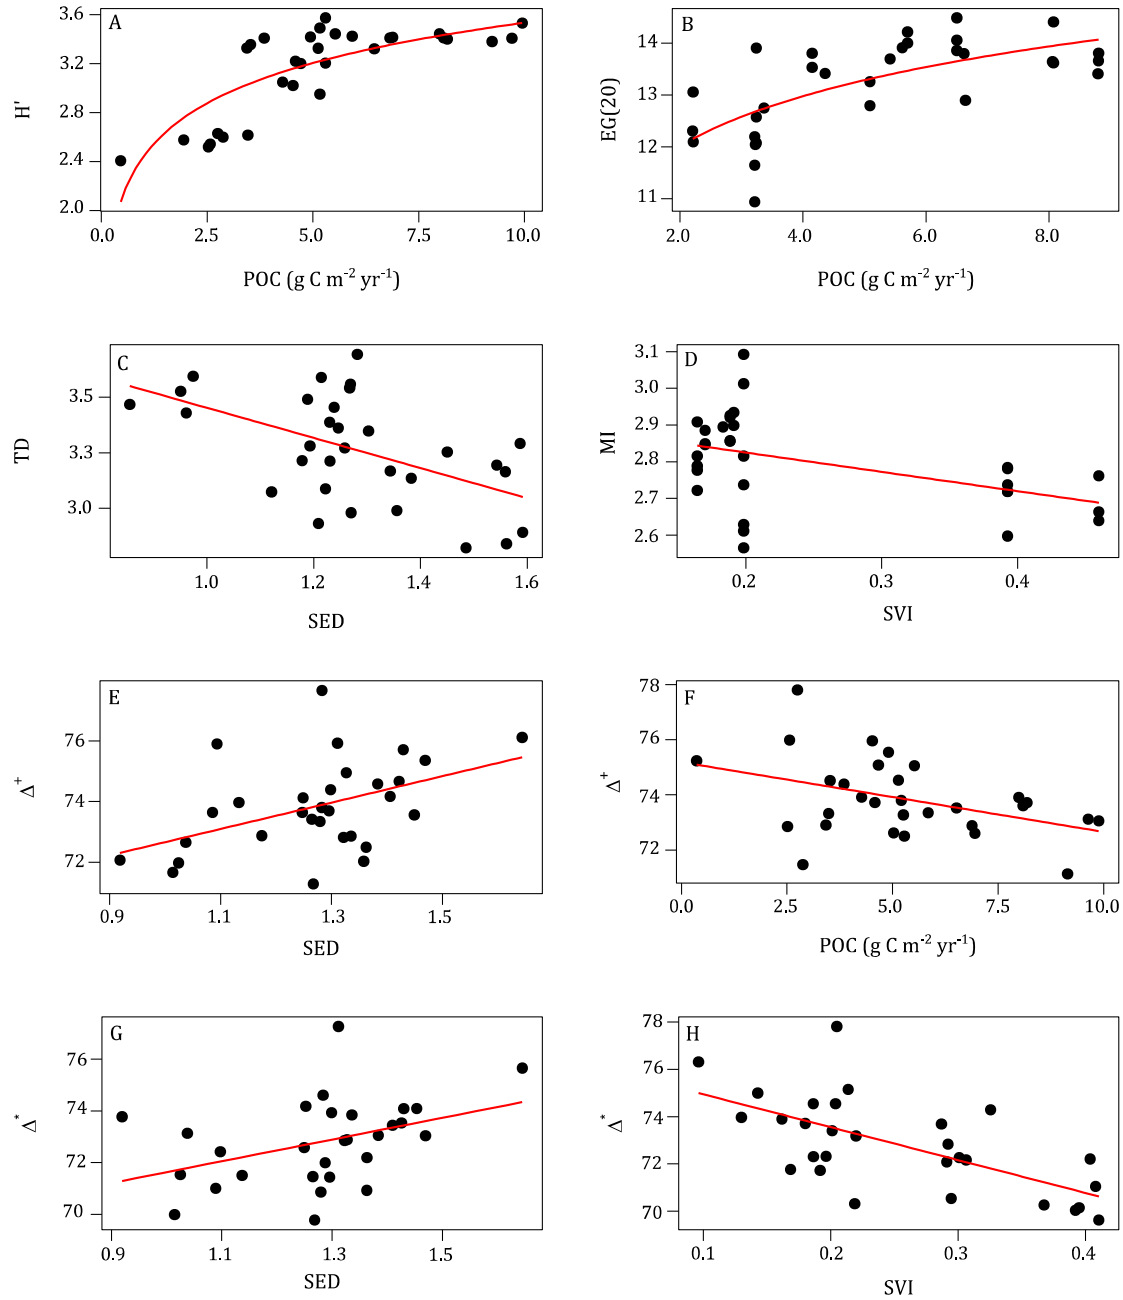 A
3.6
3.2
2.8
2.4
2.0
H'
0.0 2.5 5.0 7.5 10.0
POC (g C m⁻² yr⁻¹)
B
14
13
12
11
EG(20)
2.0 4.0 6.0 8.0
POC (g C m⁻² yr⁻¹)
C
3.5
3.3
3.0
TD
1.0 1.2 1.4 1.6
SED
D
3.1
3.0
2.9
2.8
2.7
2.6
MI
0.2 0.3 0.4
SVI
E
76
74
72
Δ⁺
0.9 1.1 1.3 1.5
SED
F
78
76
74
72
Δ⁺
0.0 2.5 5.0 7.5 10.0
POC (g C m⁻² yr⁻¹)
G
76
74
72
70
Δ*
0.9 1.1 1.3 1.5
SED
H
78
76
74
72
70
Δ*
0.1 0.2 0.3 0.4
SVI